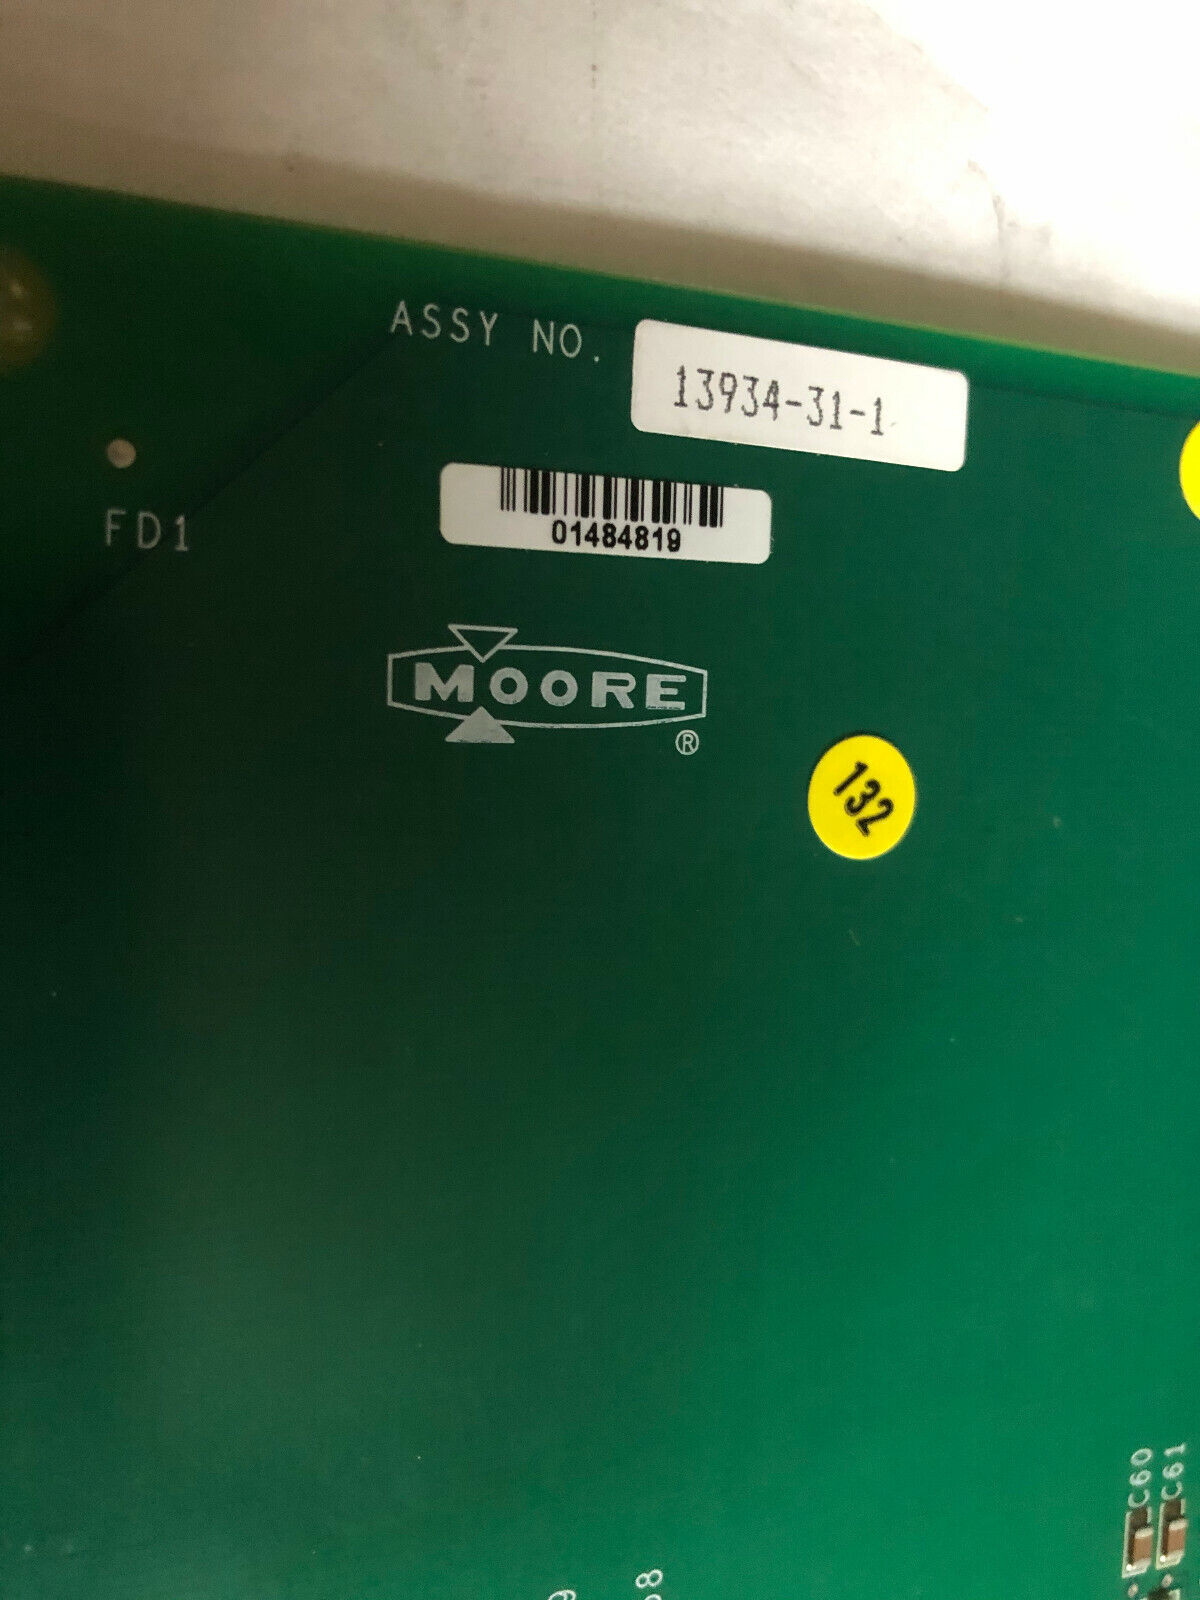 ASSY NO. 13934-31-1
01484819
FD1
MOORE
®
132
C60
C61